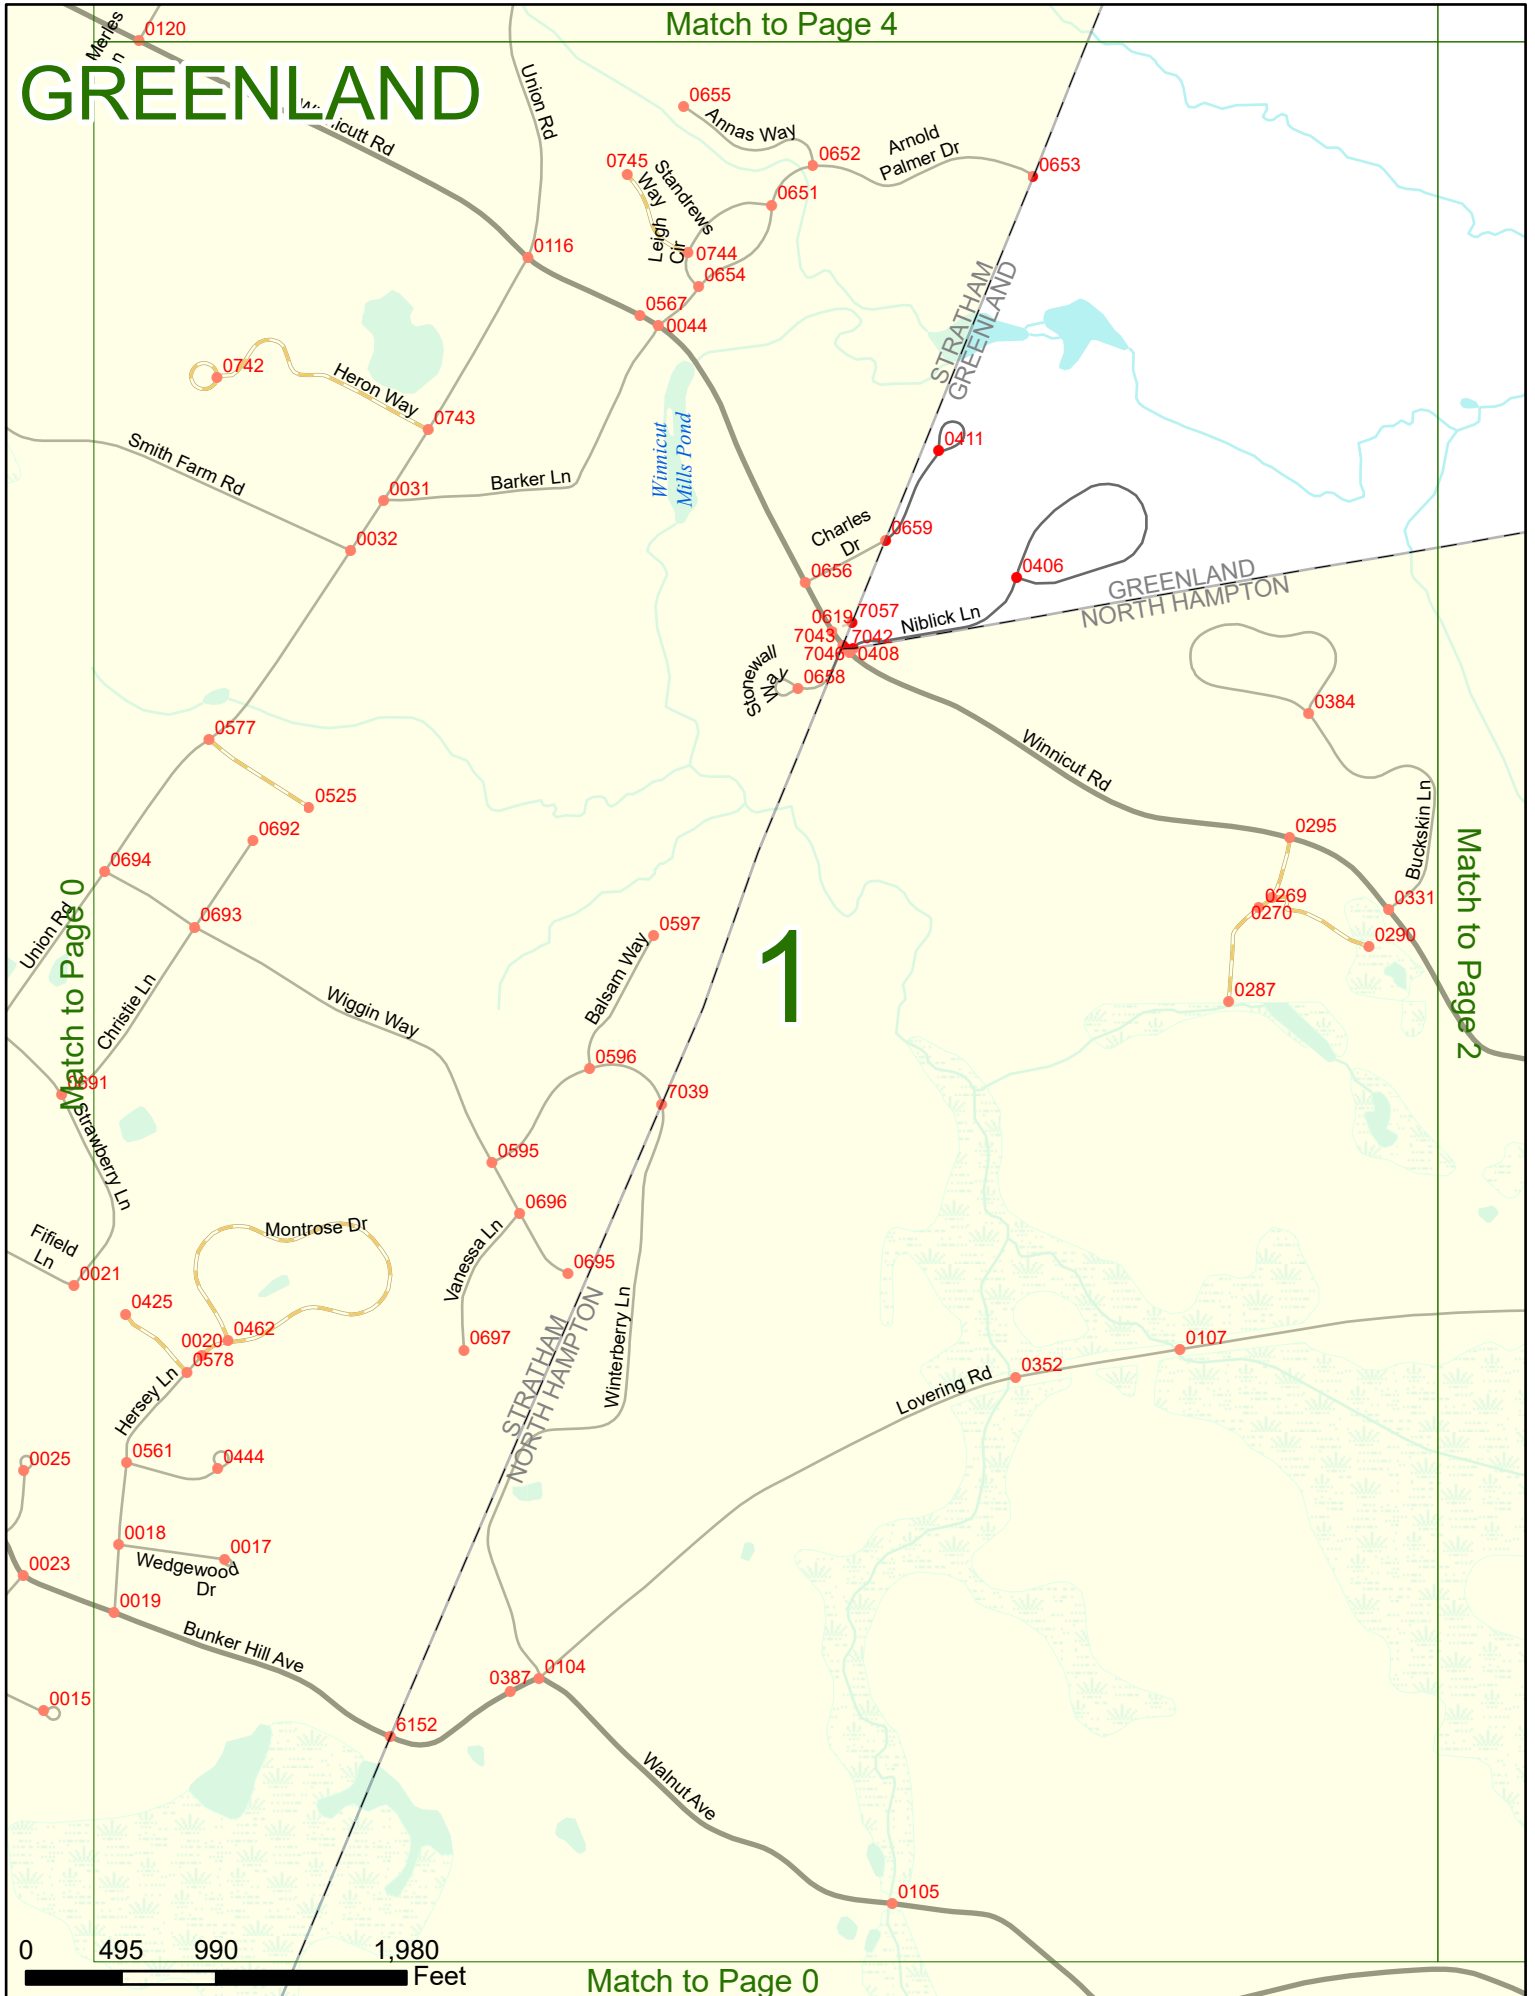 Match to Page 4
GREENLAND
Merles
0120
Union Rd
0655
Annas Way
0652
Arnold
Palmer Dr
0653
0745
Standrews
Cir
Leigh
Way
0651
0116
0744
0654
0567
0044
STRATHAM
GREENLAND
0742
Heron Way
0743
Winnicut
Mills Pond
0411
Smith Farm Rd
0031
Barker Ln
0032
Charles
Dr
0659
0656
0406
GREENLAND
NORTH HAMPTON
0619
7057
7043
7042
7046
0408
Niblick Ln
Stonewall
Way
0658
0384
0577
Winnicut Rd
0525
0692
0295
Buckskin Ln
0694
0693
0269
0270
0331
0290
Match to Page 0
Match to Page 2
Union Rd
1
0597
Balsam Way
0287
Christie Ln
Wiggin Way
0596
0691
7039
Strawberry Ln
0595
0696
Montrose Dr
Fifield
Ln
0021
Vanessa Ln
0695
0425
0020
0462
0578
0697
STRATHAM
NORTH HAMPTON
Winterberry Ln
0107
0352
Lovering Rd
Hersey Ln
0025
0561
0444
0018
0017
Wedgewood
Dr
0023
0019
Bunker Hill Ave
0104
0387
0015
6152
Walnut Ave
0105
0 495 990 1,980
Feet
Match to Page 0